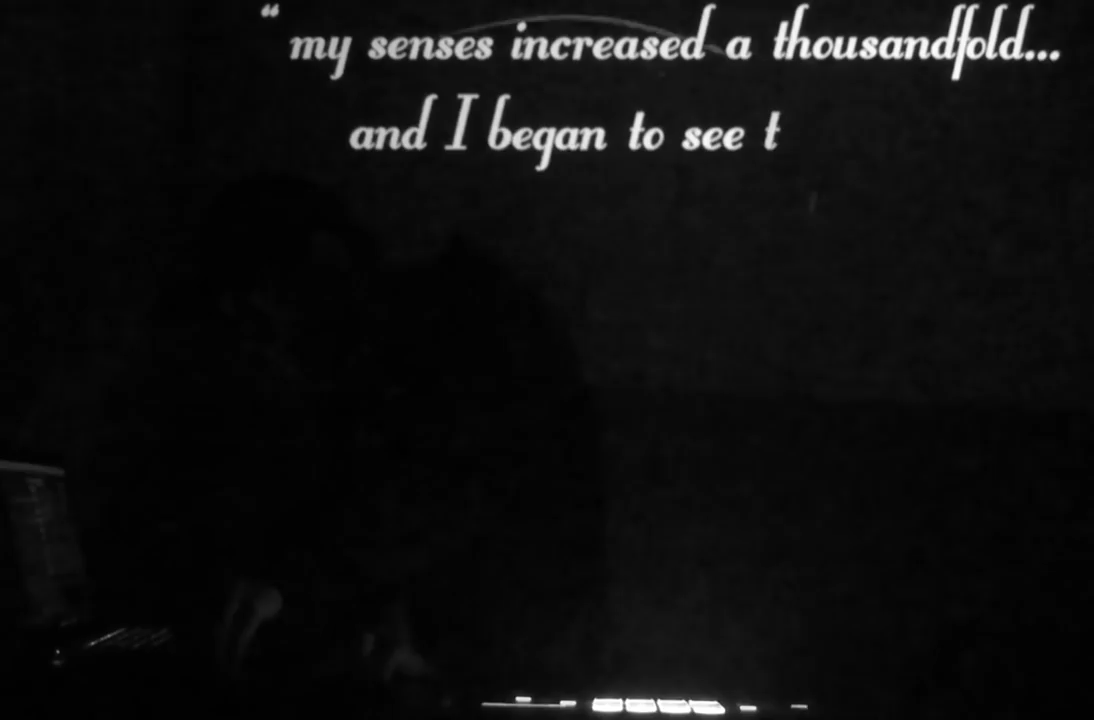 “my senses increased a thousandfold...
and I began to see t